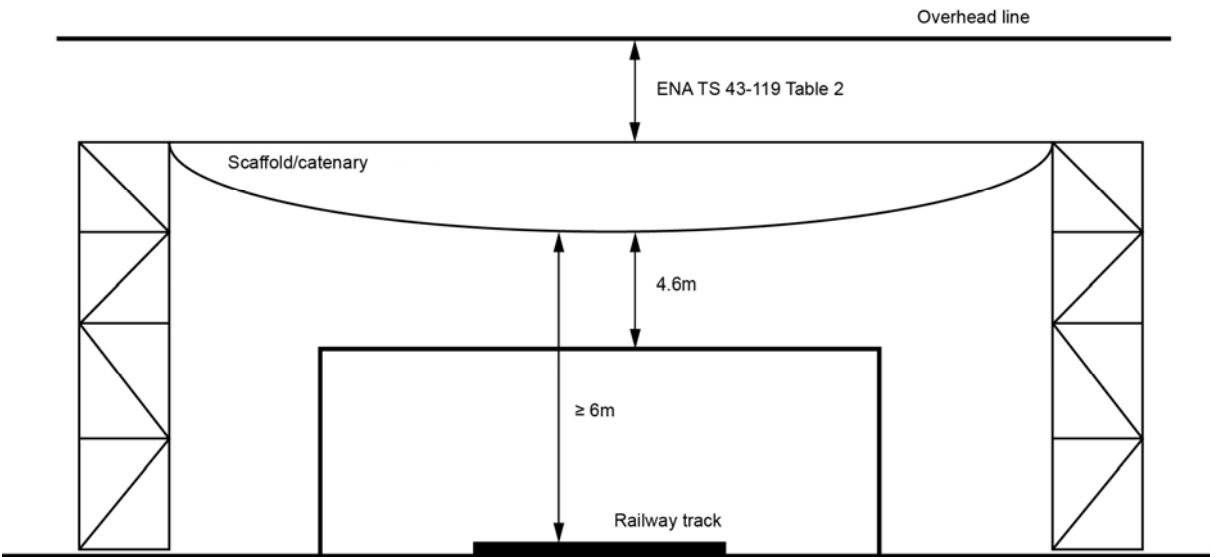 Overhead line
ENA TS 43-119 Table 2
Scaffold/catenary
4.6m
≥ 6m
Railway track